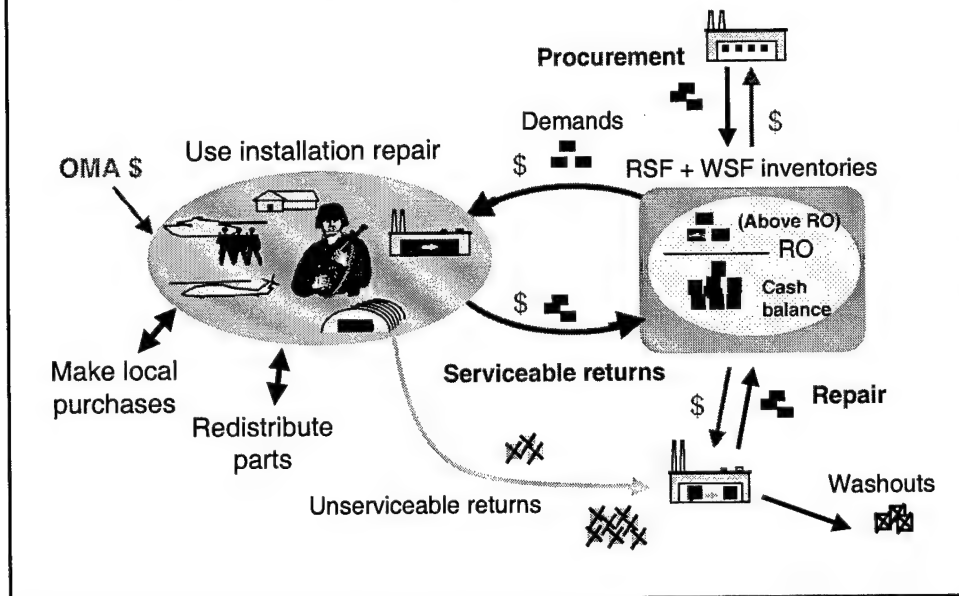 Procurement
$
Demands
$
Use installation repair
OMA $
RSF + WSF inventories
(Above RO)
RO
Cash
balance
$
Serviceable returns
Make local
purchases
Redistribute
parts
$
Repair
Unserviceable returns
Washouts